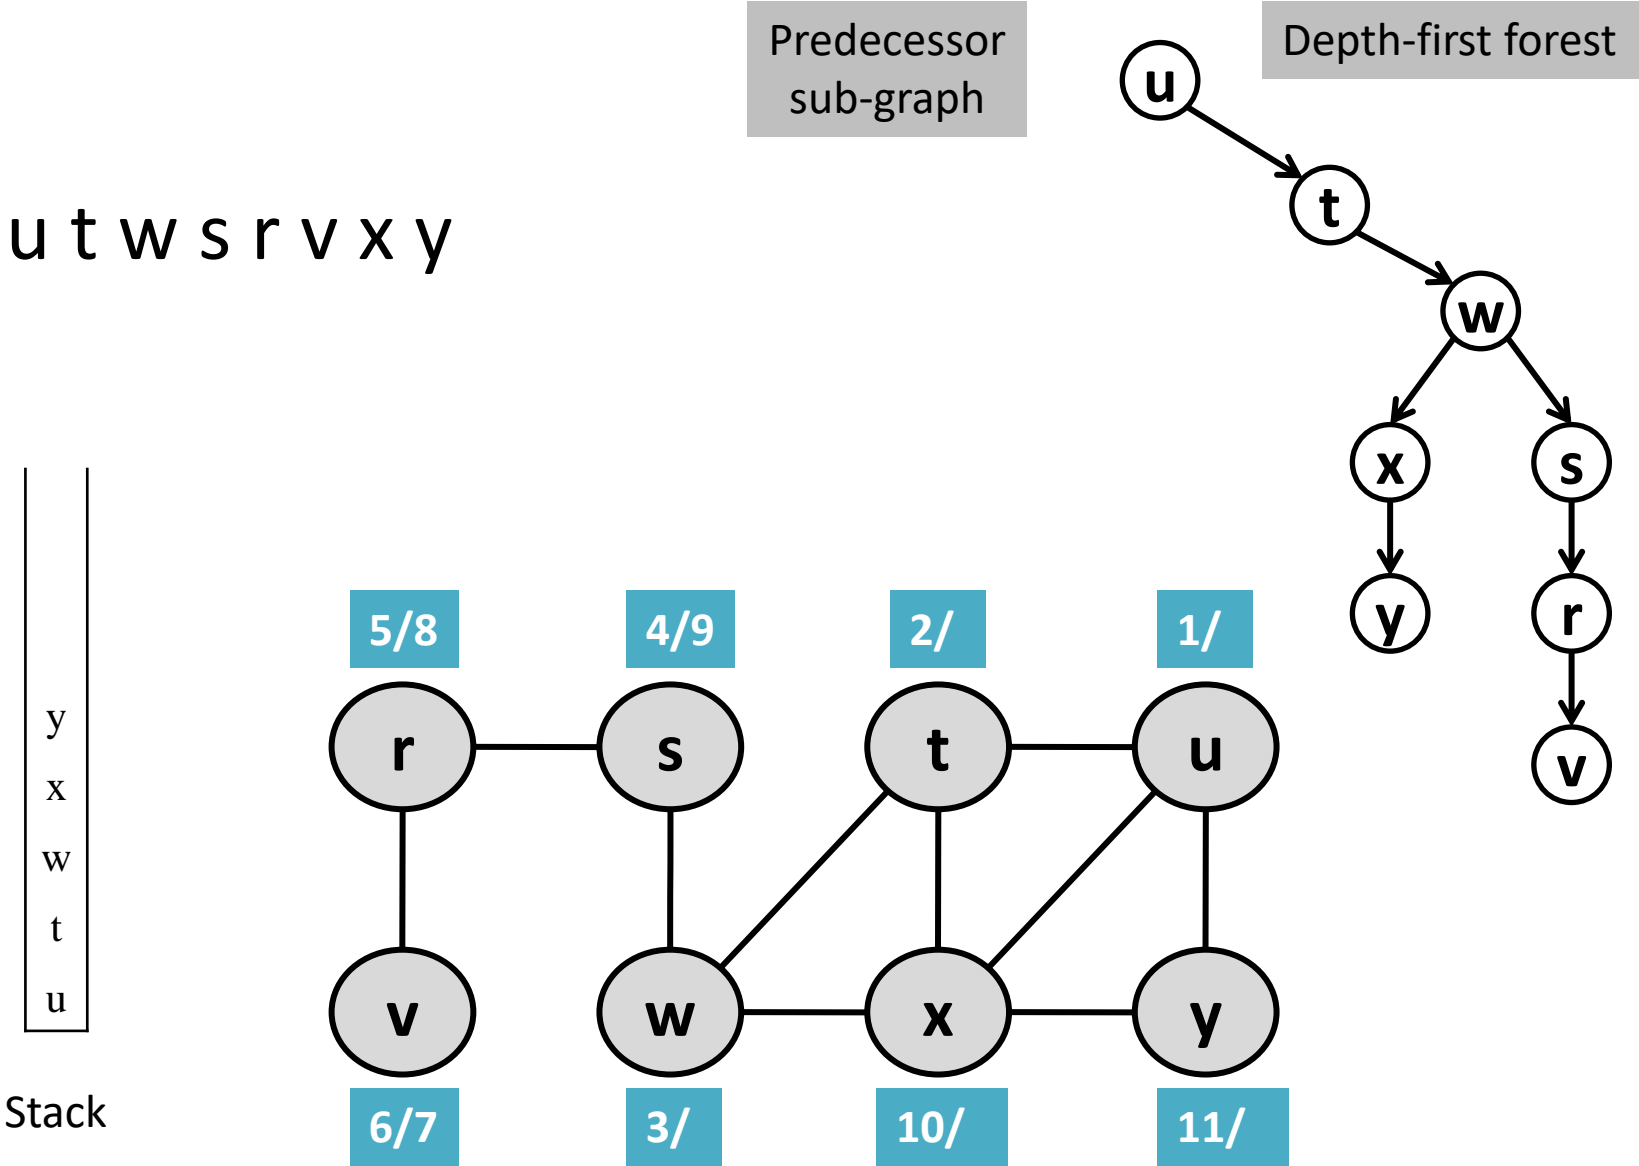 Predecessor
sub-graph
Depth-first forest
u
t
w
x s
y r
v
u t w s r v x y
y
x
w
t
u
Stack
5/8 4/9 2/ 1/
r s t u
v w x y
6/7 3/ 10/ 11/